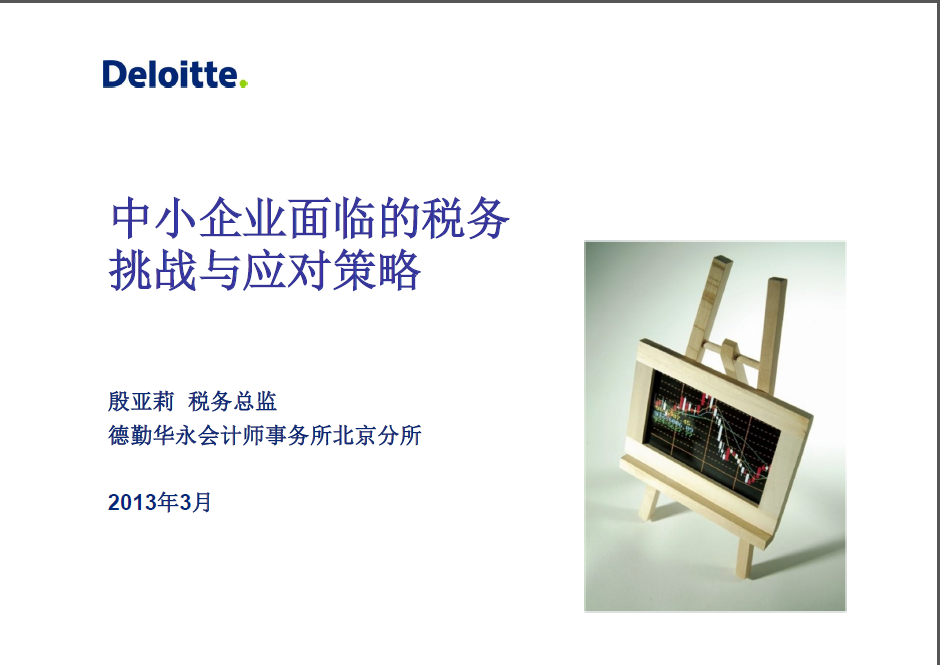 Deloitte.
中小企业面临的税务
挑战与应对策略
殷亚莉 税务总监
德勤华永会计师事务所北京分所
2013年3月